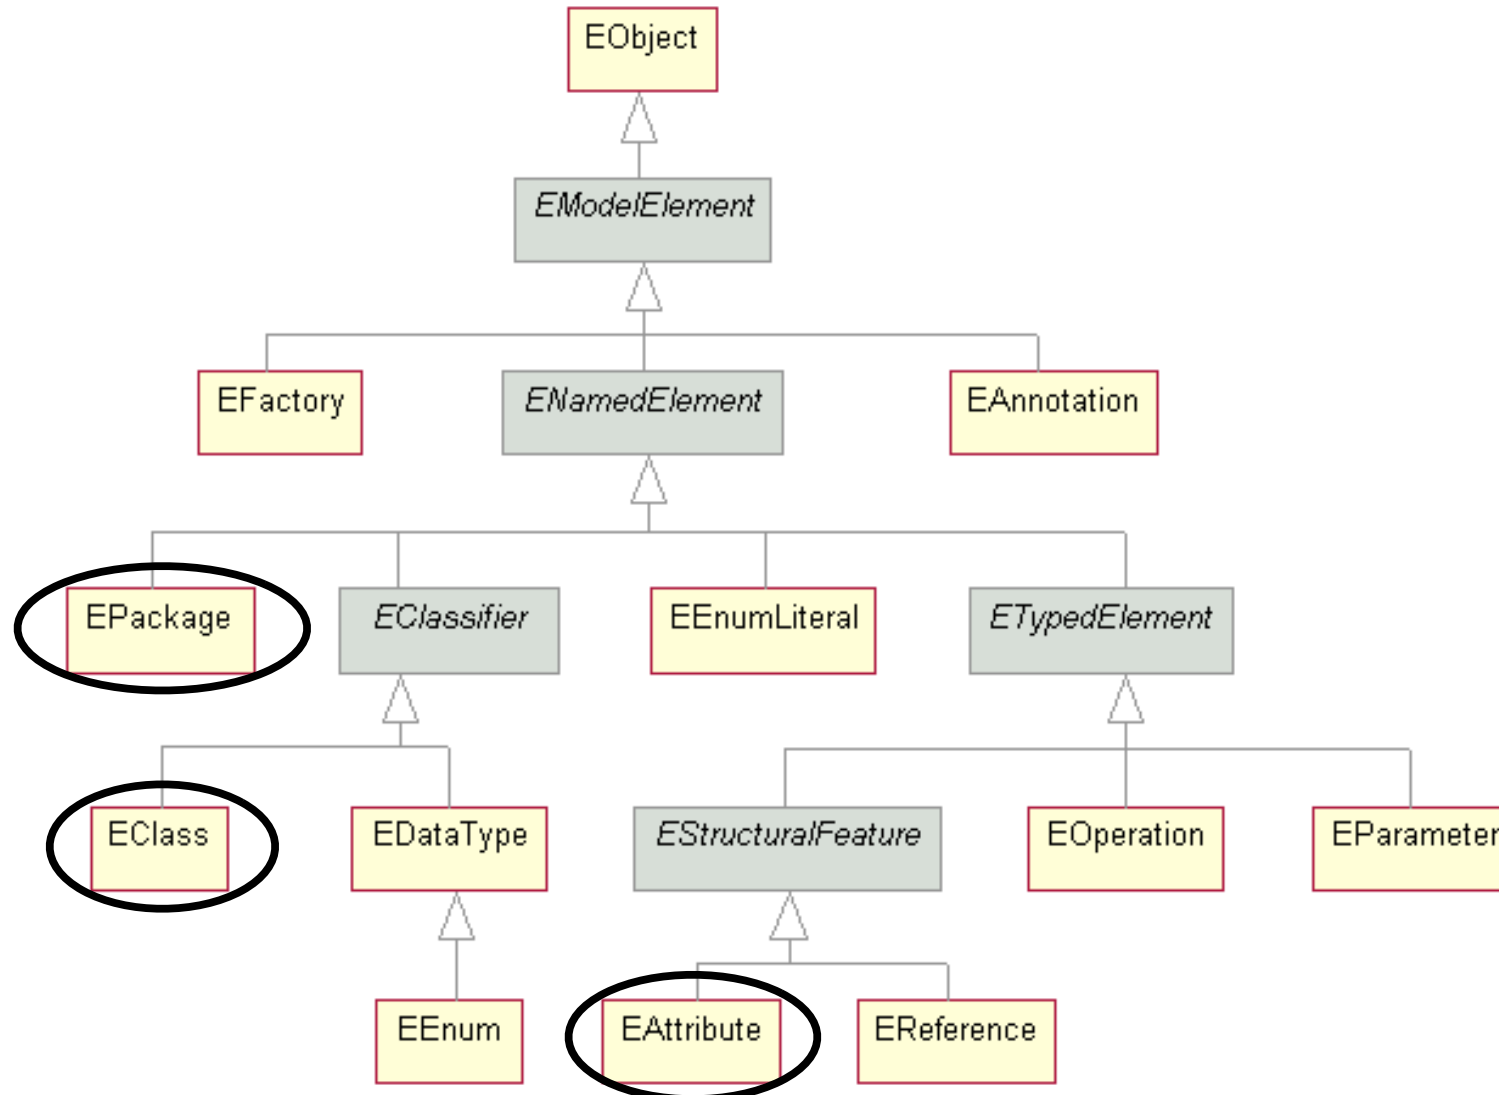 EObject
EModelElement
EFactory
ENamedElement
EAnnotation
EPackage
EClassifier
EEnumLiteral
ETypedElement
EClass
EDataType
EStructuralFeature
EOperation
EParameter
EEnum
EAttribute
EReference